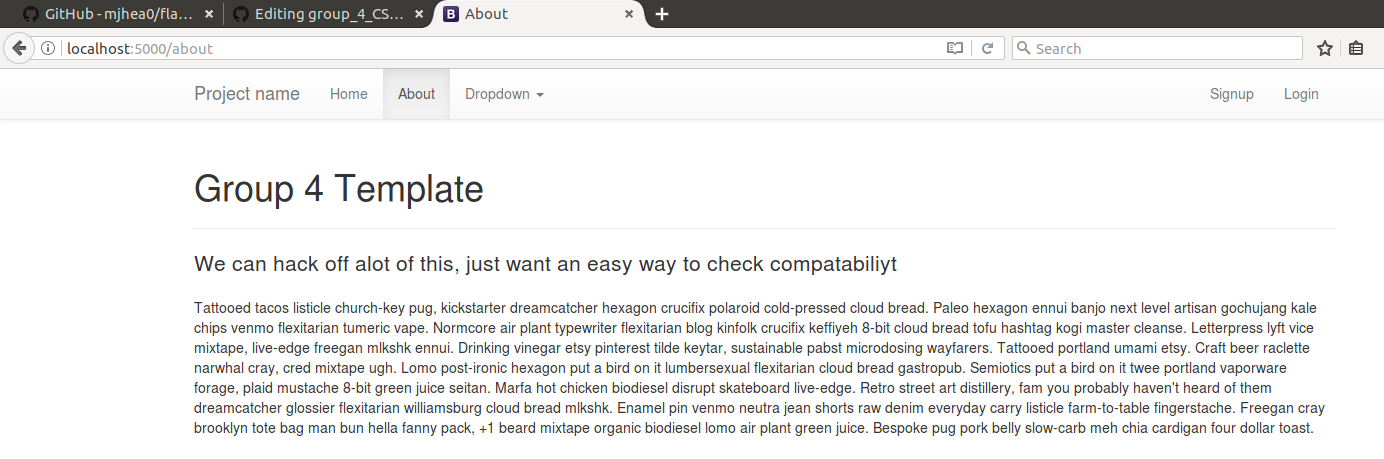 GitHub - mjhea0/fla... Editing group_4_CS... B About
localhost:5000/about Search
Project name Home About Dropdown Signup Login
Group 4 Template
We can hack off alot of this, just want an easy way to check compatabiliyt
Tattooed tacos listicle church-key pug, kickstarter dreamcatcher hexagon crucifix polaroid cold-pressed cloud bread. Paleo hexagon ennui banjo next level artisan gochujang kale
chips venmo flexitarian tumeric vape. Normcore air plant typewriter flexitarian blog kinfolk crucifix keffiyeh 8-bit cloud bread tofu hashtag kogi master cleanse. Letterpress lyft vice
mixtape, live-edge freegan mlkshk ennui. Drinking vinegar etsy pinterest tilde keytar, sustainable pabst microdosing wayfarers. Tattooed portland umami etsy. Craft beer raclette
narwhal cray, cred mixtape ugh. Lomo post-ironic hexagon put a bird on it lumbersexual flexitarian cloud bread gastropub. Semiotics put a bird on it twee portland vaporware
forage, plaid mustache 8-bit green juice seitan. Marfa hot chicken biodiesel disrupt skateboard live-edge. Retro street art distillery, fam you probably haven't heard of them
dreamcatcher glossier flexitarian williamsburg cloud bread mlkshk. Enamel pin venmo neutra jean shorts raw denim everyday carry listicle farm-to-table fingerstache. Freegan cray
brooklyn tote bag man bun hella fanny pack, +1 beard mixtape organic biodiesel lomo air plant green juice. Bespoke pug pork belly slow-carb meh chia cardigan four dollar toast.